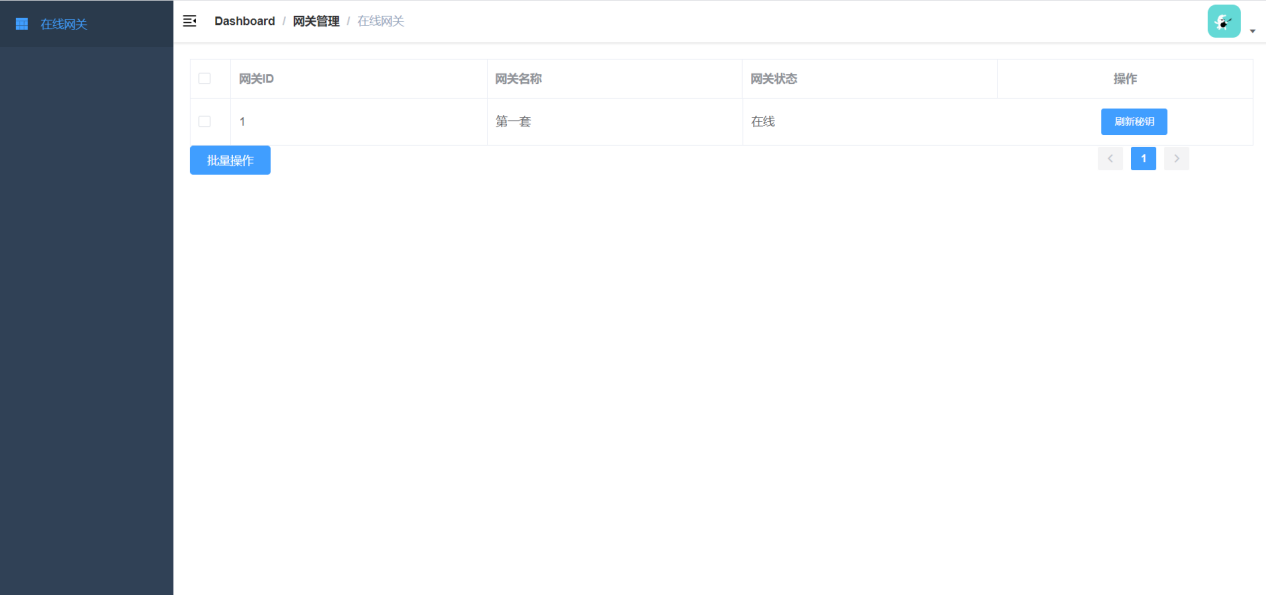 在线网关
Dashboard / 网关管理 / 在线网关
网关ID 网关名称 网关状态 操作
1 第一套 在线 刷新秘钥
批量操作 1